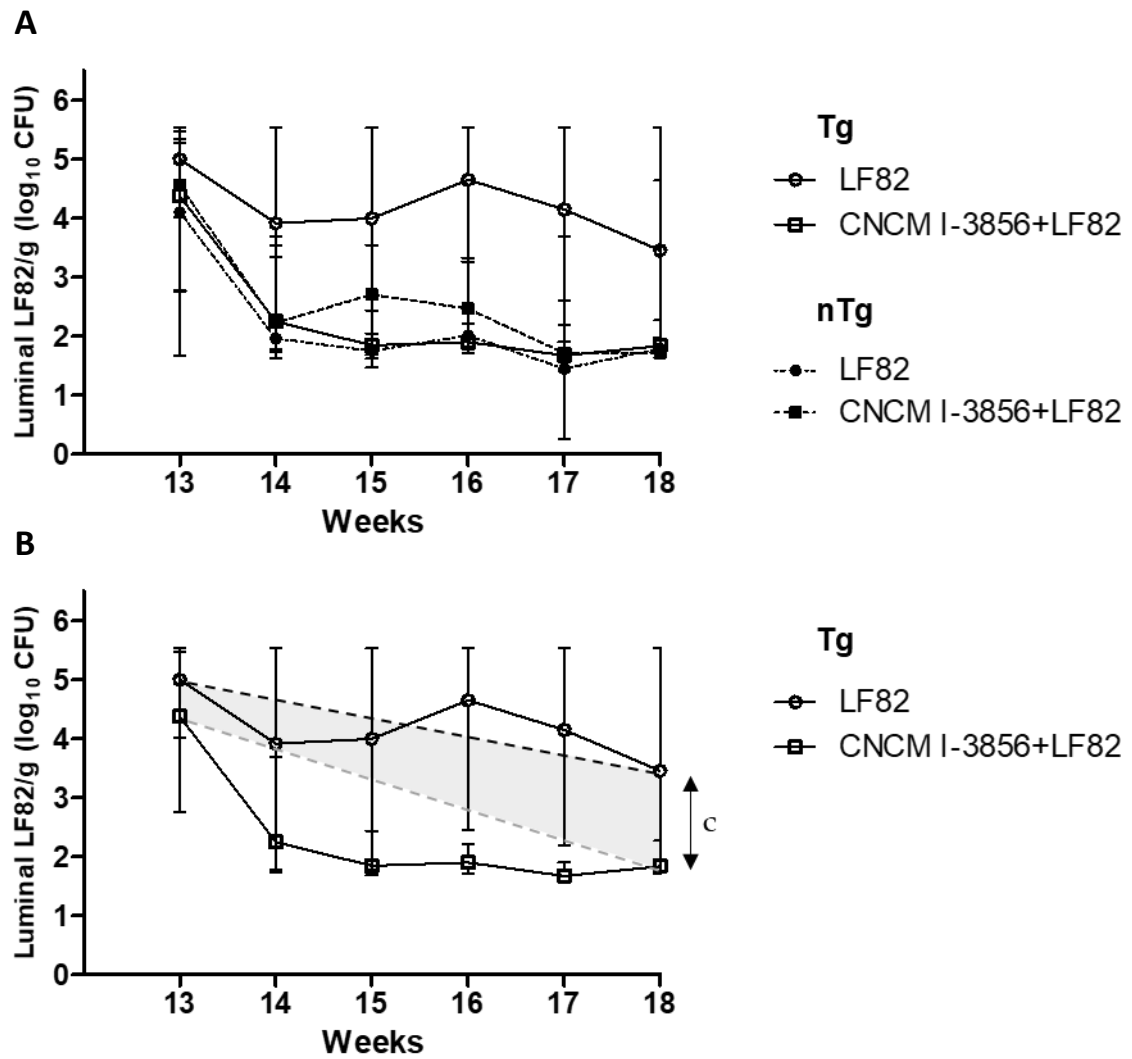 A
Luminal LF82/g (log₁₀ CFU)
6
5
4
3
2
1
0
13 14 15 16 17 18
Weeks
Tg
LF82
CNCM I-3856+LF82
nTg
LF82
CNCM I-3856+LF82
B
Luminal LF82/g (log₁₀ CFU)
6
5
4
3
2
1
0
13 14 15 16 17 18
Weeks
C
Tg
LF82
CNCM I-3856+LF82